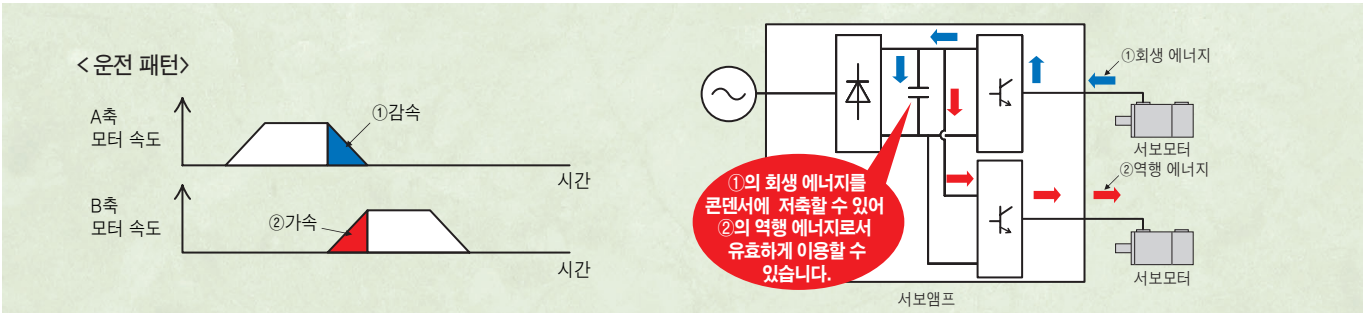 <운전 패턴>
A축
모터 속도
①감속
시간
B축
모터 속도
②가속
시간
①회생 에너지
서보모터
②역행 에너지
①의 회생 에너지를
콘덴서에 저축할 수 있어
②의 역행 에너지로서
유효하게 이용할 수
있습니다.
서보모터
서보앰프